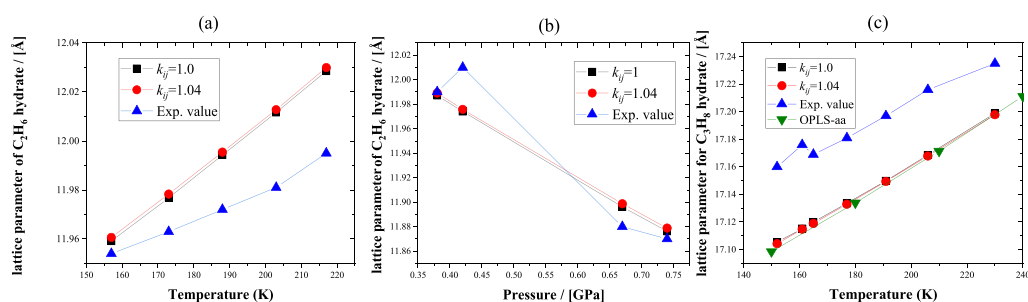 (a)
lattice parameter of C2H6 hydrate / [Å]
12.04
12.02
12.00
11.98
11.96
kij=1.0
kij=1.04
Exp. value
150 160 170 180 190 200 210 220
Temperature (K)
(b)
lattice parameter of C2H6 hydrate / [Å]
12.02
12.00
11.98
11.96
11.94
11.92
11.90
11.88
11.86
kij=1
kij=1.04
Exp. value
0.35 0.40 0.45 0.50 0.55 0.60 0.65 0.70 0.75
Pressure / [GPa]
(c)
lattice parameter for C3H8 hydrate / [Å]
17.24
17.22
17.20
17.18
17.16
17.14
17.12
17.10
kij=1.0
kij=1.04
Exp. value
OPLS-aa
140 160 180 200 220 240
Temperature (K)